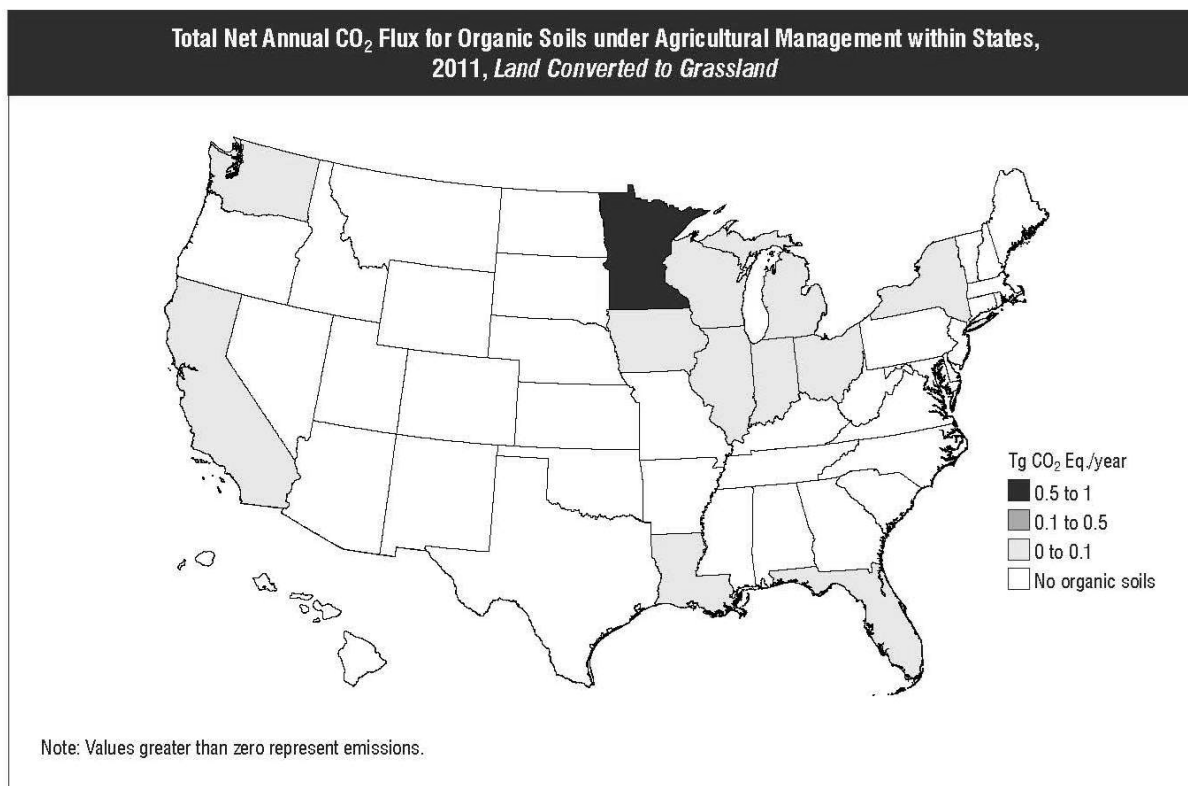 Total Net Annual CO₂ Flux for Organic Soils under Agricultural Management within States,
2011, Land Converted to Grassland
Tg CO₂ Eq./year
0.5 to 1
0.1 to 0.5
0 to 0.1
No organic soils
Note: Values greater than zero represent emissions.